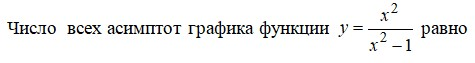 Число всех асимптот графика функции y = x² / (x² − 1) равно